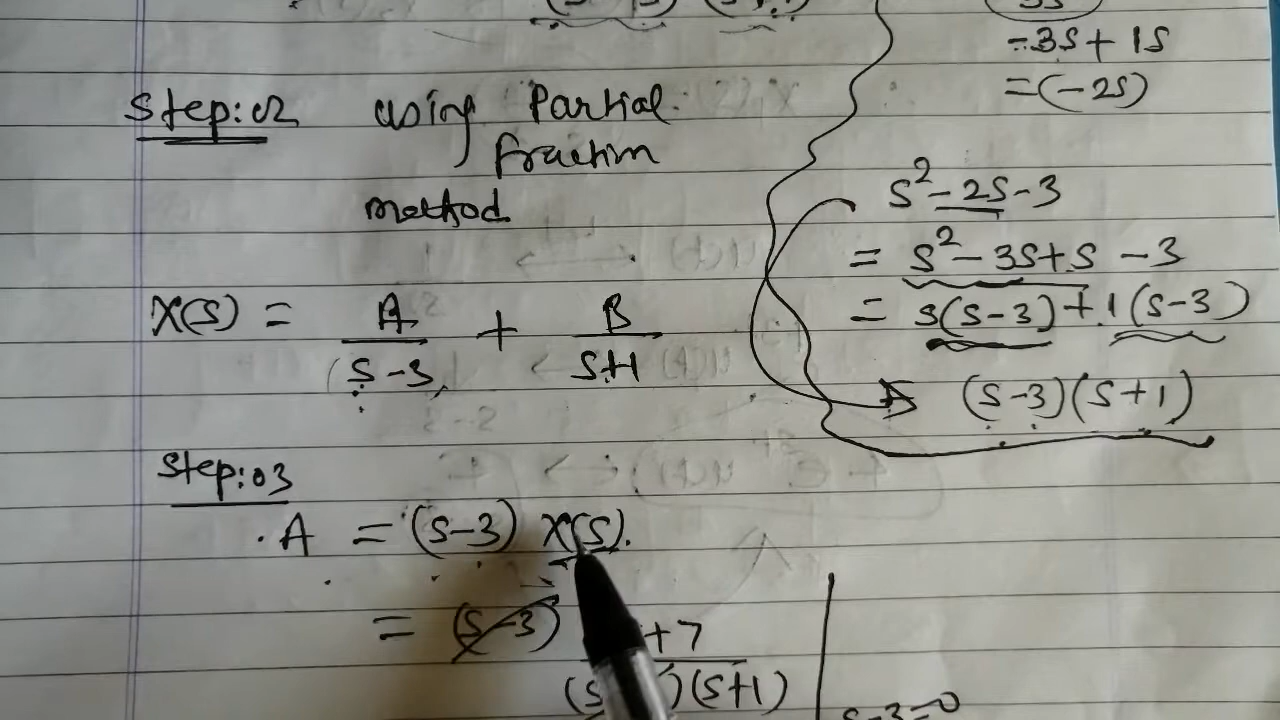 -3s + 1s
= (-2s)
Step:02 using Partial
fraction
method
s² - 2s - 3
= s² - 3s + s - 3
= s(s-3) + 1(s-3)
(s-3)(s+1)
X(s) = A/(s-3) + B/(s+1)
Step:03
A = (s-3) X(s).
= (s-3) +7
(s )(s+1)
s-3=0